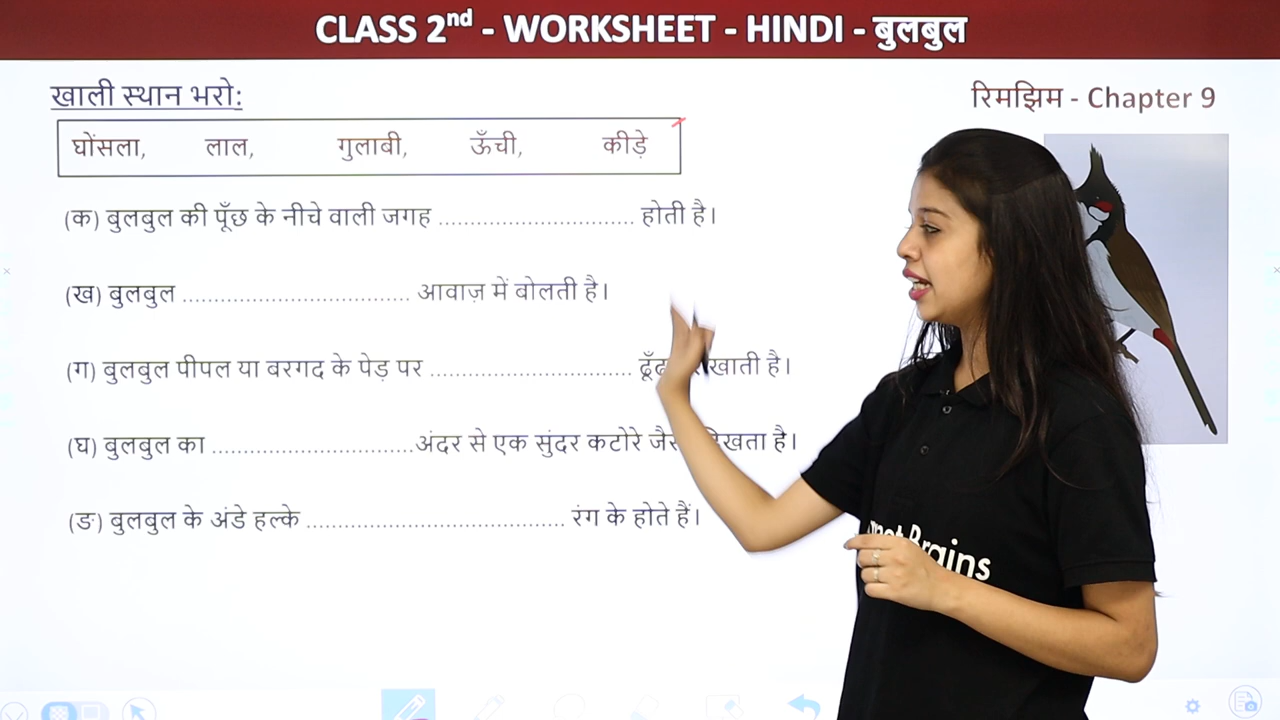 CLASS 2nd - WORKSHEET - HINDI - बुलबुल
खाली स्थान भरो:
रिमझिम - Chapter 9
घोंसला, लाल, गुलाबी, ऊँची, कीड़े
(क) बुलबुल की पूँछ के नीचे वाली जगह ............................... होती है।
(ख) बुलबुल .................................... आवाज़ में बोलती है।
(ग) बुलबुल पीपल या बरगद के पेड़ पर ................................ खाती है।
(घ) बुलबुल का ................................अंदर से एक सुंदर कटोरे है।
(ङ) बुलबुल के अंडे हल्के ......................................... रंग के होते हैं।
Brains